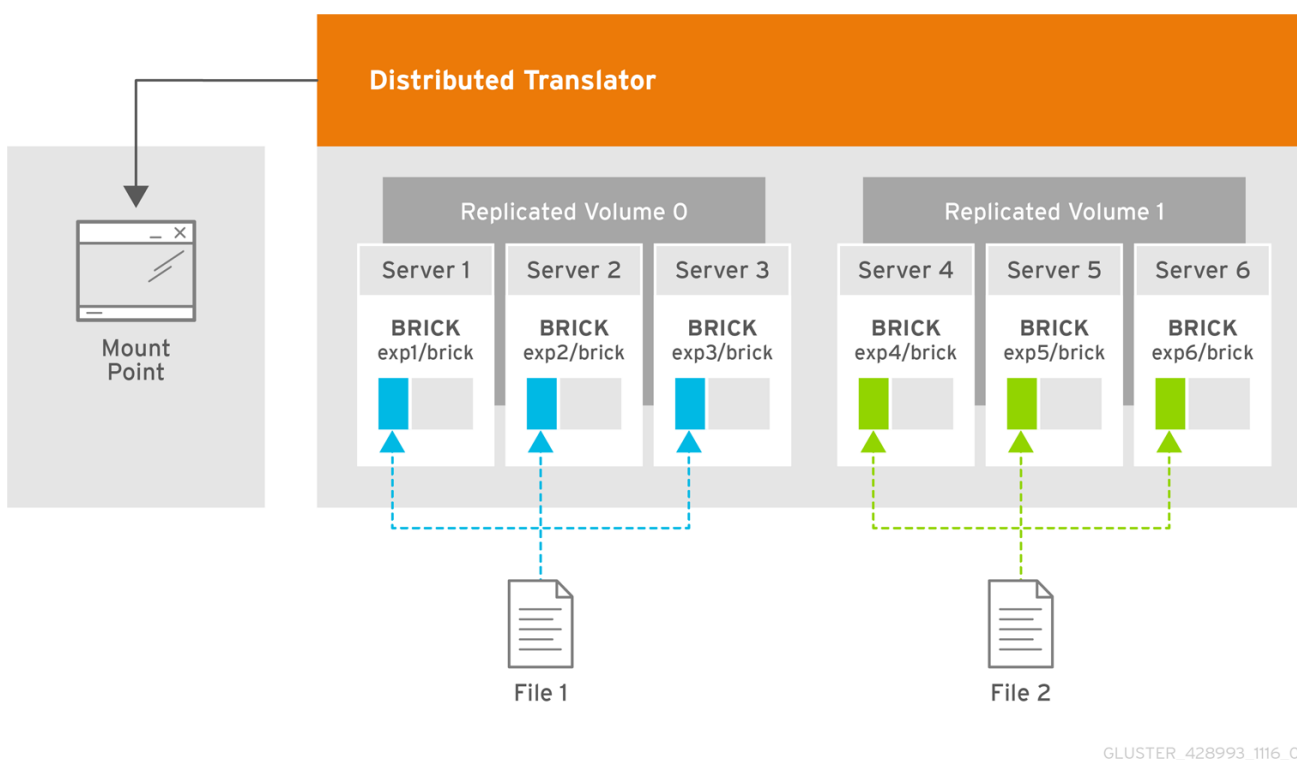 Distributed Translator
Replicated Volume 0
Replicated Volume 1
Server 1
Server 2
Server 3
Server 4
Server 5
Server 6
BRICK
exp1/brick
BRICK
exp2/brick
BRICK
exp3/brick
BRICK
exp4/brick
BRICK
exp5/brick
BRICK
exp6/brick
Mount
Point
File 1
File 2
GLUSTER_428993_1116_0